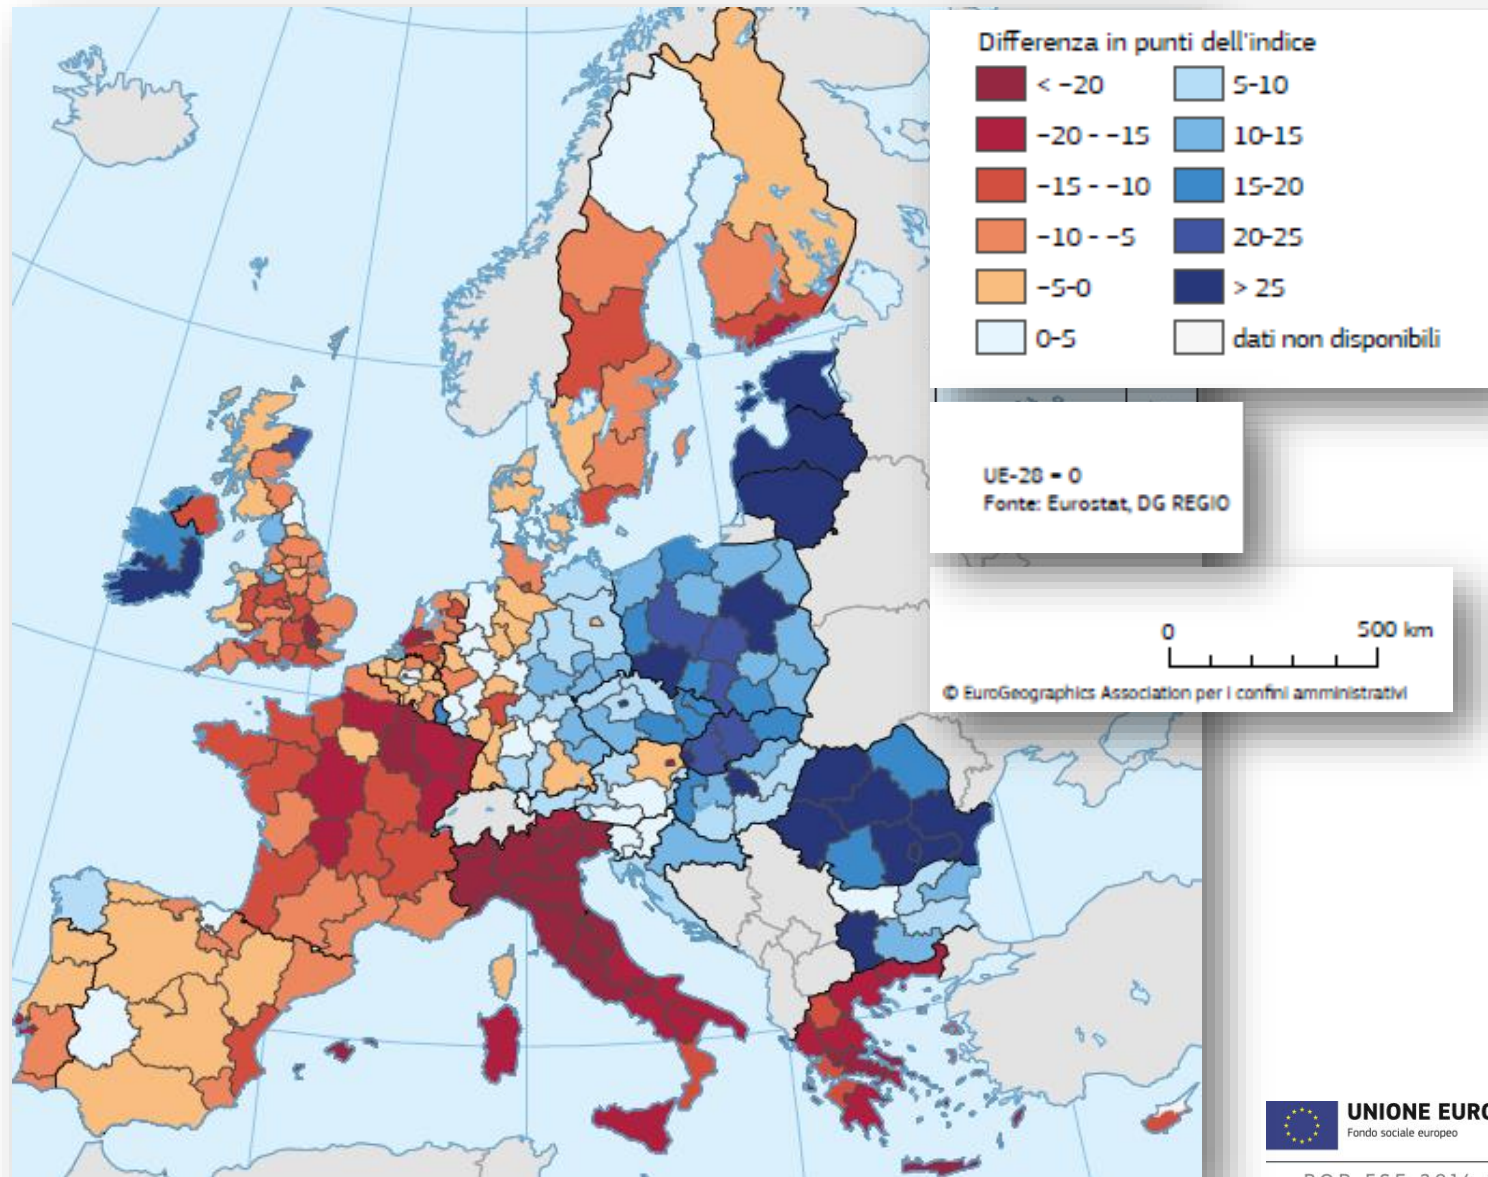 Differenza in punti dell'indice
< -20
-20 - -15
-15 - -10
-10 - -5
-5-0
0-5
5-10
10-15
15-20
20-25
> 25
dati non disponibili
UE-28 = 0
Fonte: Eurostat, DG REGIO
0 500 km
© EuroGeographics Association per i confini amministrativi
UNIONE EURO
Fondo sociale europeo